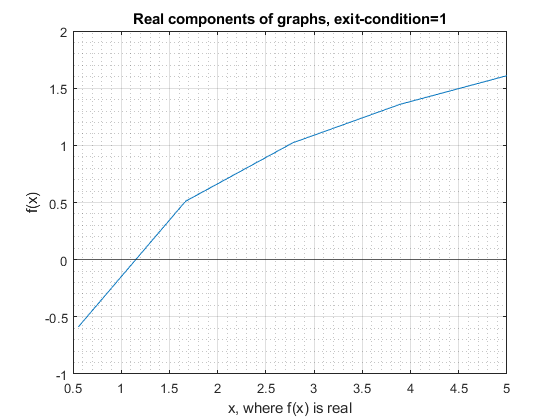 Real components of graphs, exit-condition=1
2
1.5
1
0.5
0
-0.5
-1
f(x)
0.5 1 1.5 2 2.5 3 3.5 4 4.5 5
x, where f(x) is real